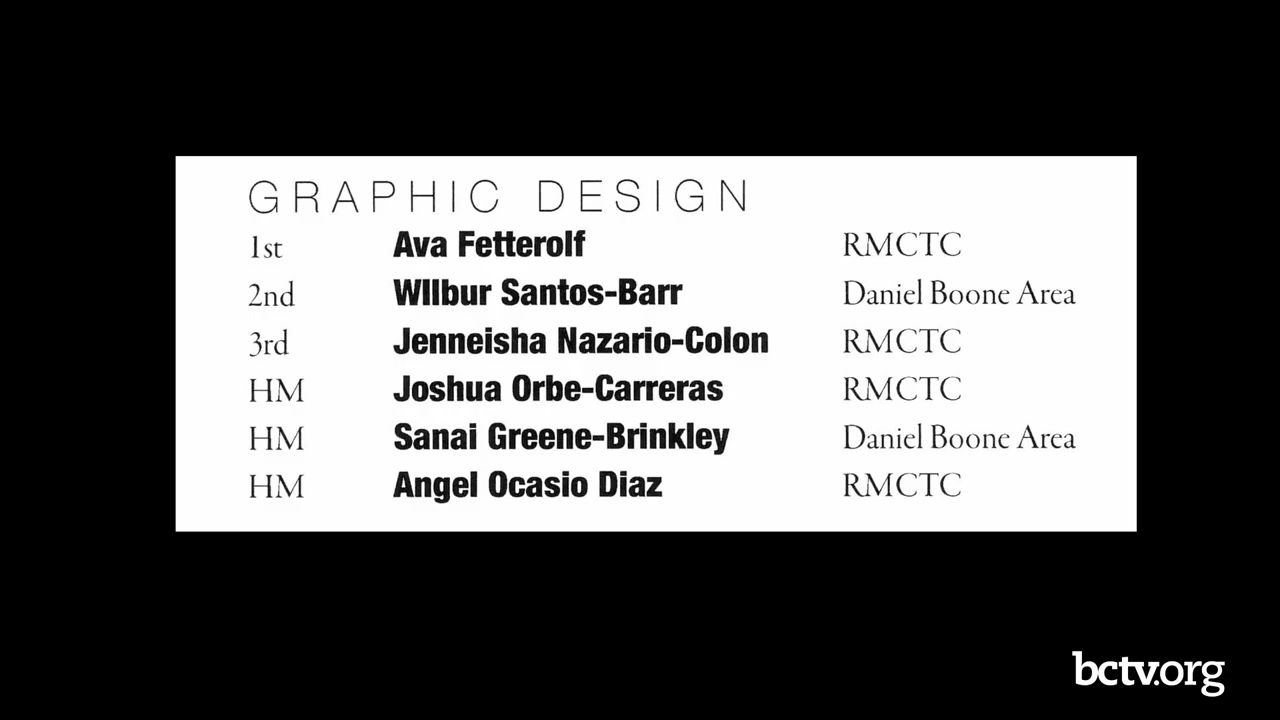 GRAPHIC DESIGN
1st Ava Fetterolf RMCTC
2nd WIlbur Santos-Barr Daniel Boone Area
3rd Jenneisha Nazario-Colon RMCTC
HM Joshua Orbe-Carreras RMCTC
HM Sanai Greene-Brinkley Daniel Boone Area
HM Angel Ocasio Diaz RMCTC
bctv.org